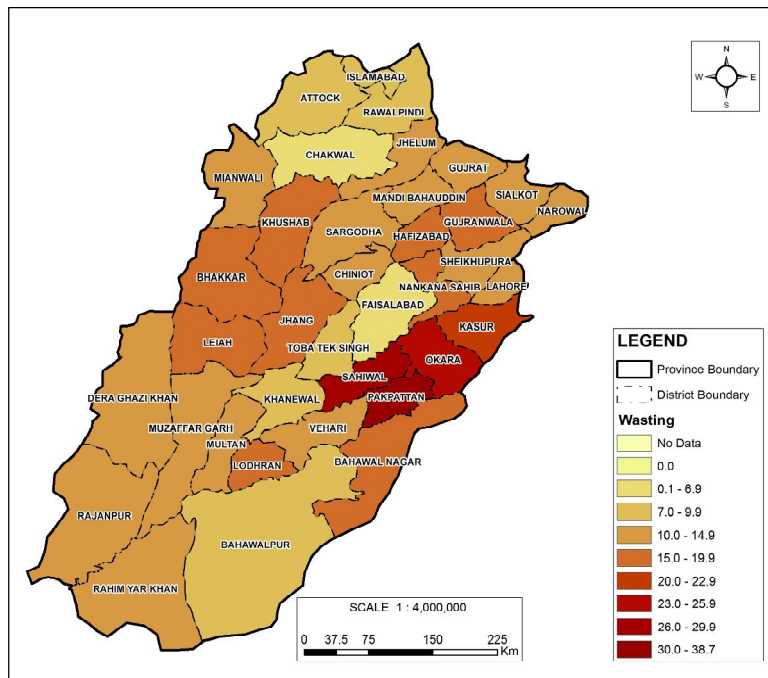 N
W E
S
ISLAMABAD
ATTOCK
RAWALPINDI
JHELUM
CHAKWAL
GUJRAT
MIANWALI
SIALKOT
MANDI BAHAUDDIN
NAROWAL
KHUSHAB
GUJRANWALA
SARGODHA
HAFIZABAD
SHEIKHUPURA
BHAKKAR
CHINIOT
NANKANA SAHIB
LAHORE
FAISALABAD
JHANG
KASUR
LEIAH
TOBA TEK SINGH
OKARA
SAHIWAL
DERA GHAZI KHAN
KHANEWAL
PAKPATTAN
MUZAFFAR GARH
VEHARI
MULTAN
LODHRAN
BAHAWAL NAGAR
RAJANPUR
BAHAWALPUR
RAHIM YAR KHAN
LEGEND
Province Boundary
District Boundary
Wasting
No Data
0.0
0.1 - 6.9
7.0 - 9.9
10.0 - 14.9
15.0 - 19.9
20.0 - 22.9
23.0 - 25.9
26.0 - 29.9
30.0 - 38.7
SCALE 1 : 4,000,000
0 37.5 75 150 225
Km